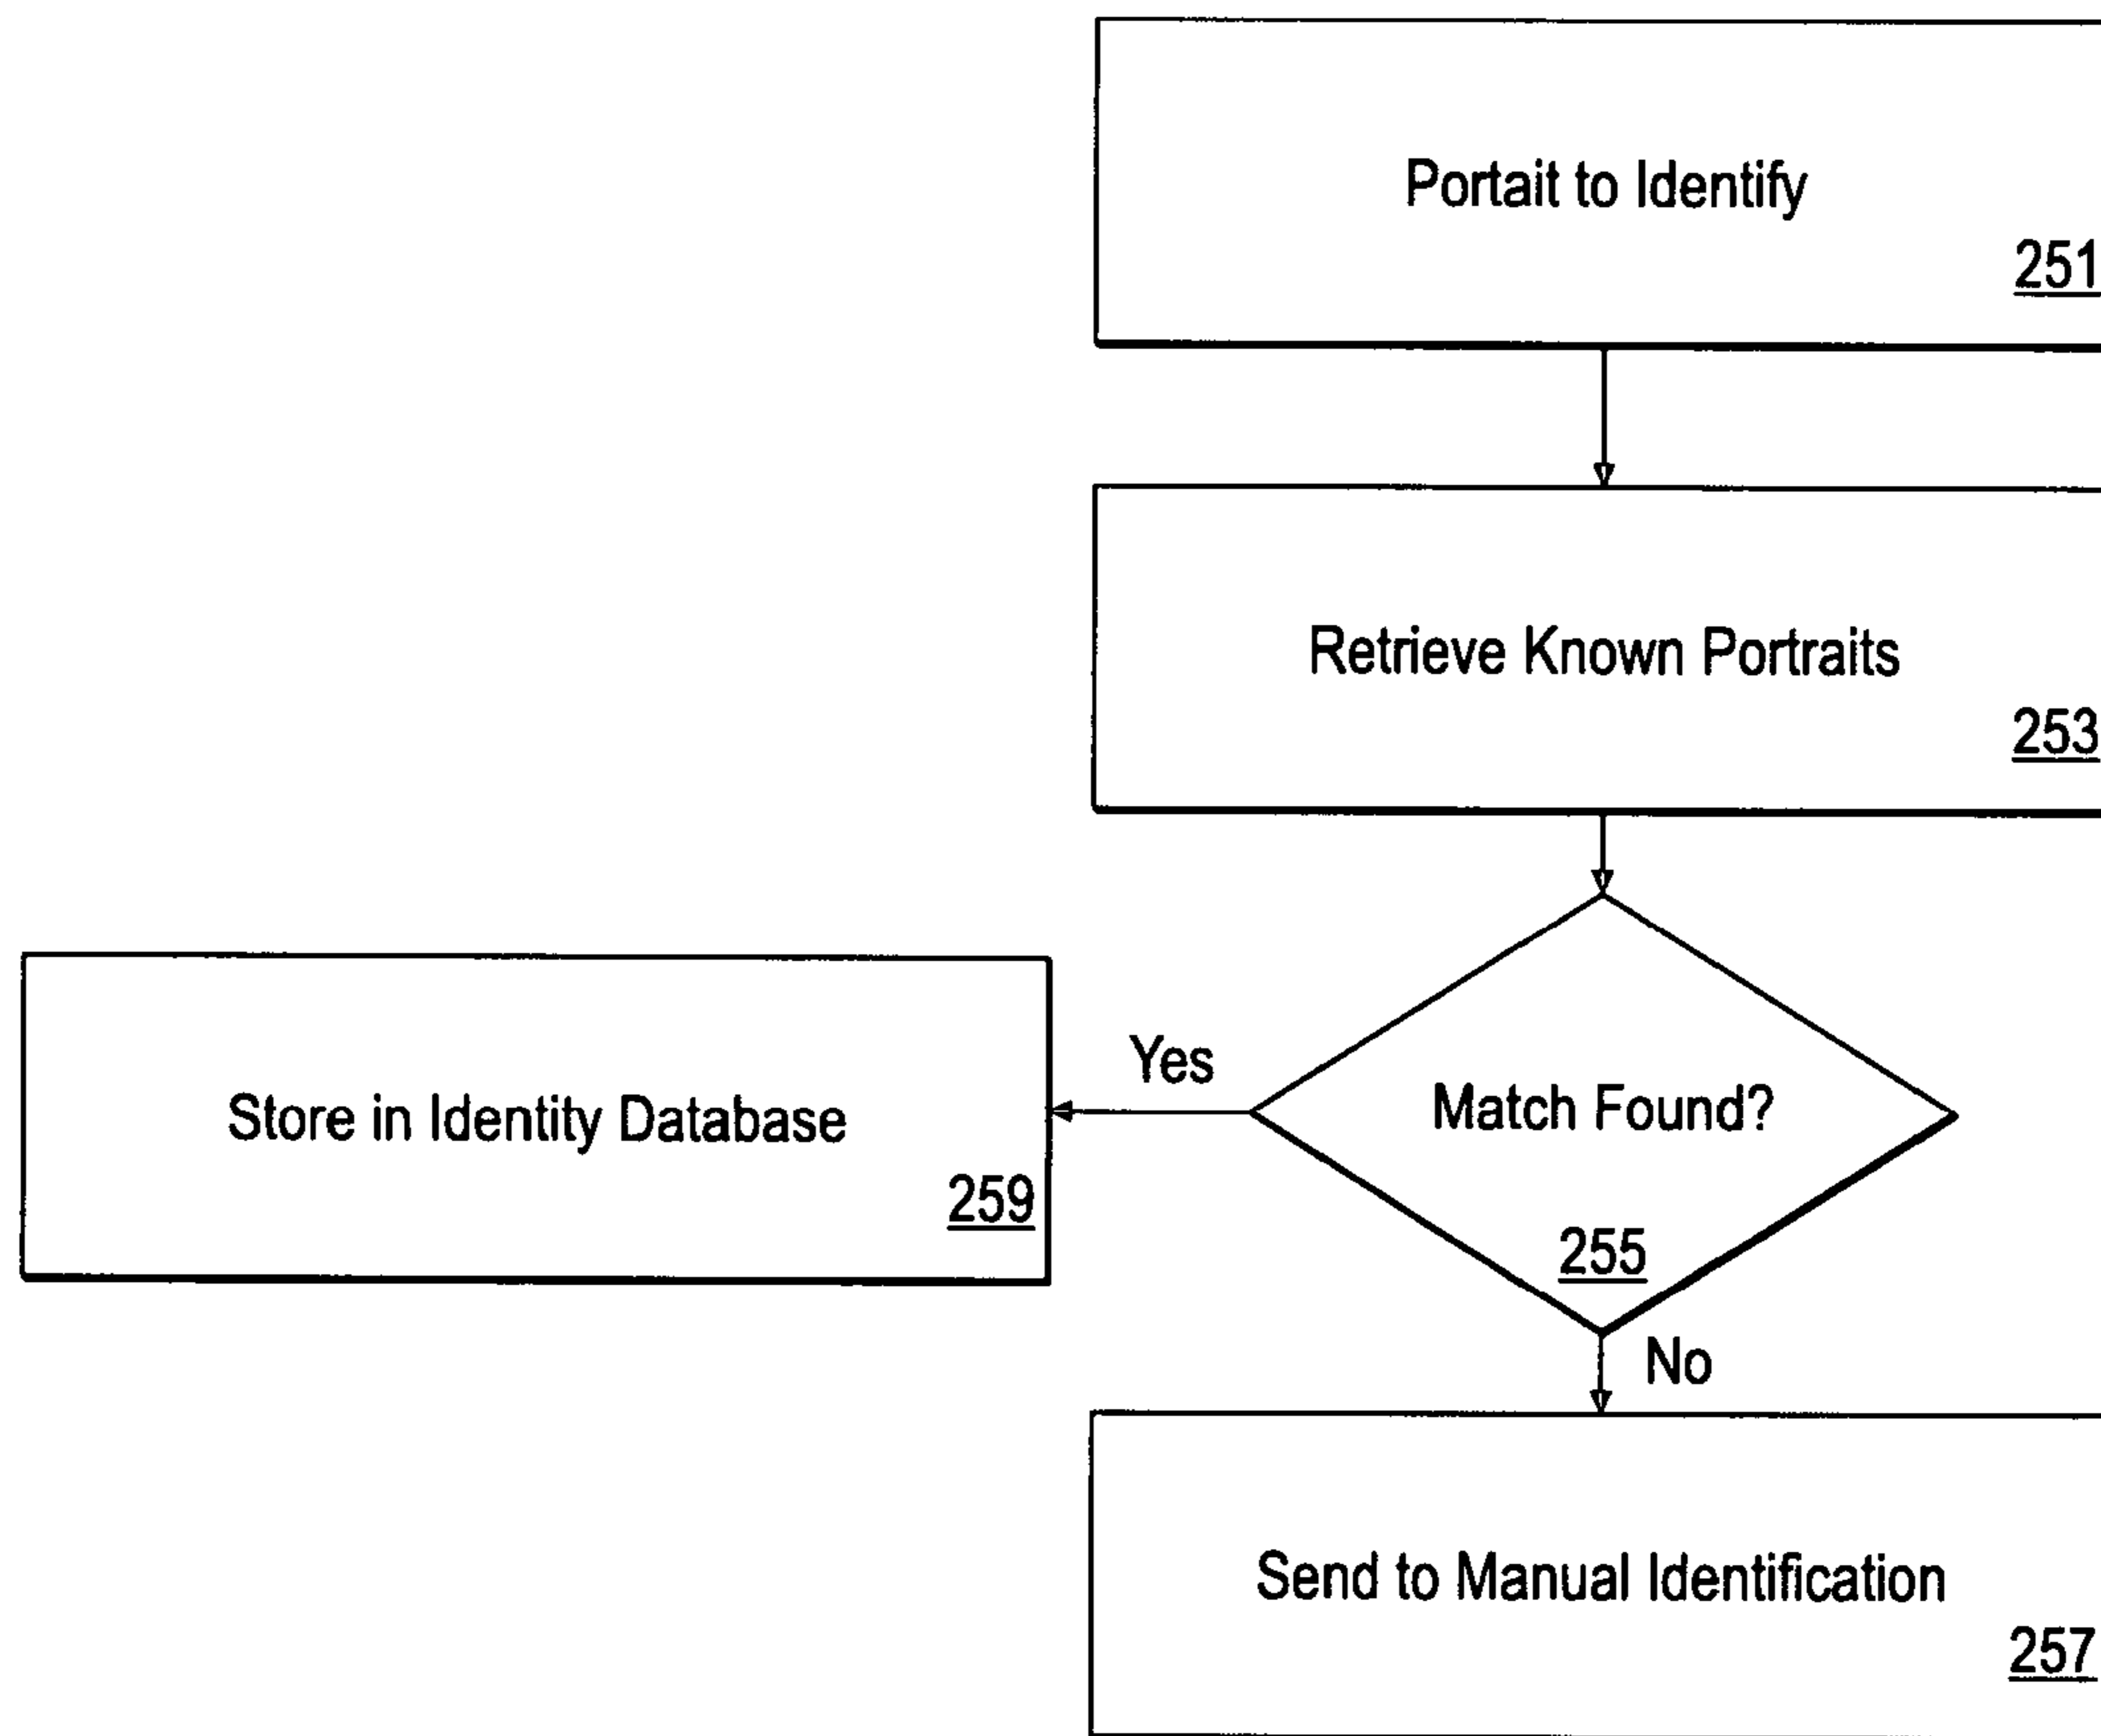 Portait to Identify
251
Retrieve Known Portraits
253
Yes
Match Found?
Store in Identity Database
259
255
No
Send to Manual Identification
257